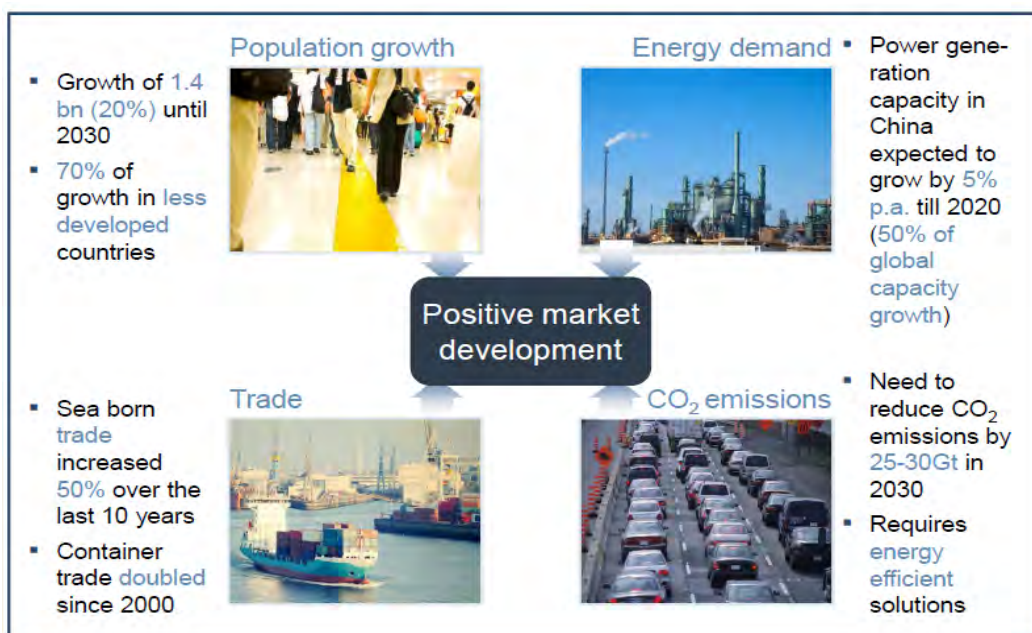 Population growth
▪ Growth of 1.4
bn (20%) until
2030
▪ 70% of
growth in less
developed
countries
Energy demand
▪ Power gene-
ration
capacity in
China
expected to
grow by 5%
p.a. till 2020
(50% of
global
capacity
growth)
Positive market
development
Trade
▪ Sea born
trade
increased
50% over the
last 10 years
▪ Container
trade doubled
since 2000
CO₂ emissions
▪ Need to
reduce CO₂
emissions by
25-30Gt in
2030
▪ Requires
energy
efficient
solutions